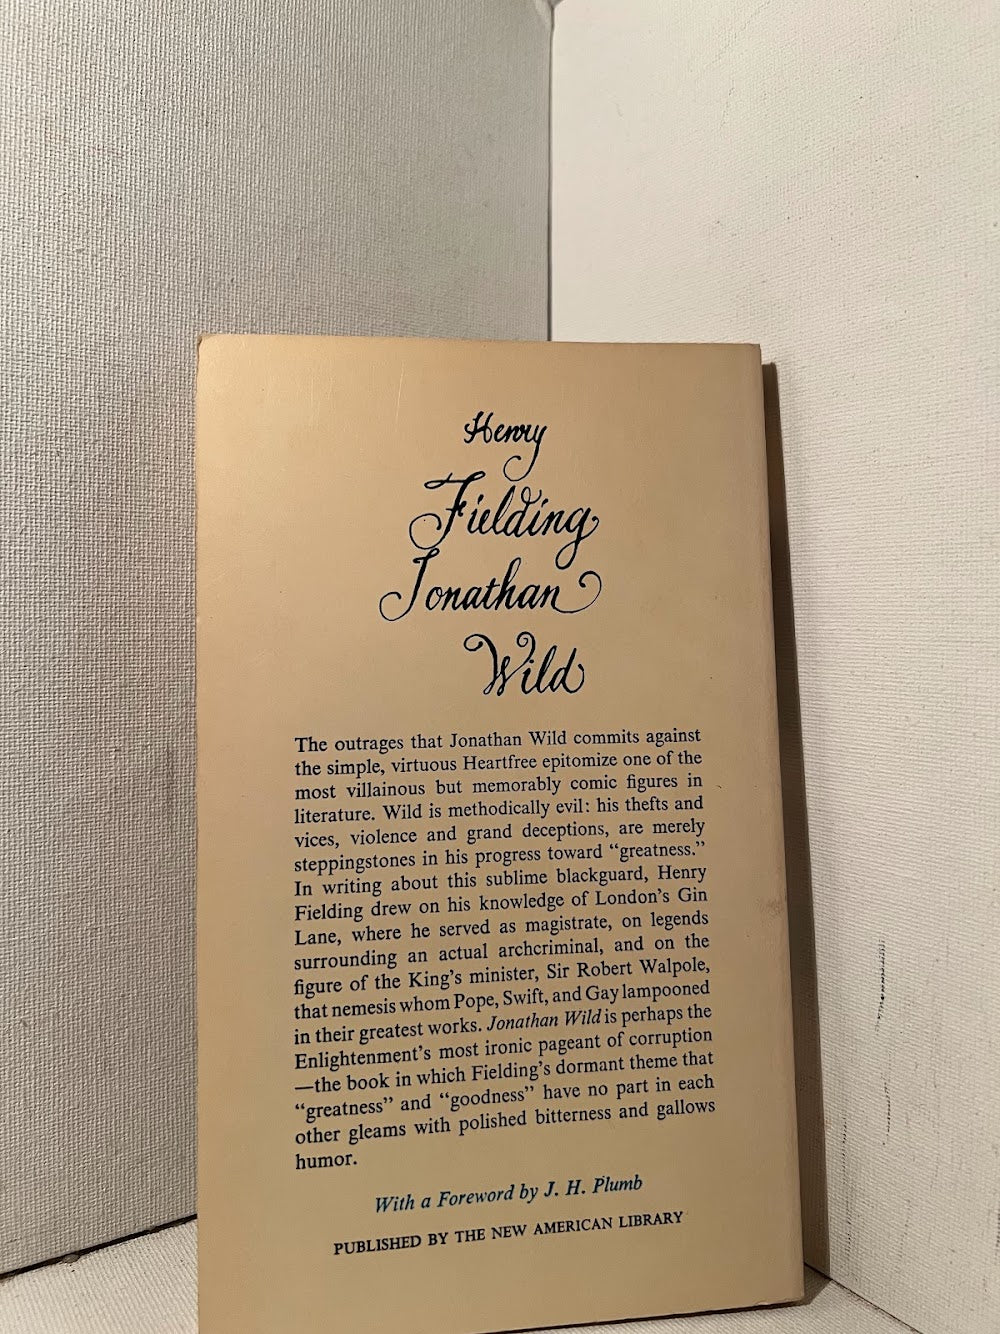 Henry
Fielding
Jonathan
Wild
The outrages that Jonathan Wild commits against
the simple, virtuous Heartfree epitomize one of the
most villainous but memorably comic figures in
literature. Wild is methodically evil: his thefts and
vices, violence and grand deceptions, are merely
steppingstones in his progress toward “greatness.”
In writing about this sublime blackguard, Henry
Fielding drew on his knowledge of London’s Gin
Lane, where he served as magistrate, on legends
surrounding an actual archcriminal, and on the
figure of the King’s minister, Sir Robert Walpole,
that nemesis whom Pope, Swift, and Gay lampooned
in their greatest works. Jonathan Wild is perhaps the
Enlightenment’s most ironic pageant of corruption
—the book in which Fielding’s dormant theme that
“greatness” and “goodness” have no part in each
other gleams with polished bitterness and gallows
humor.
With a Foreword by J. H. Plumb
PUBLISHED BY THE NEW AMERICAN LIBRARY